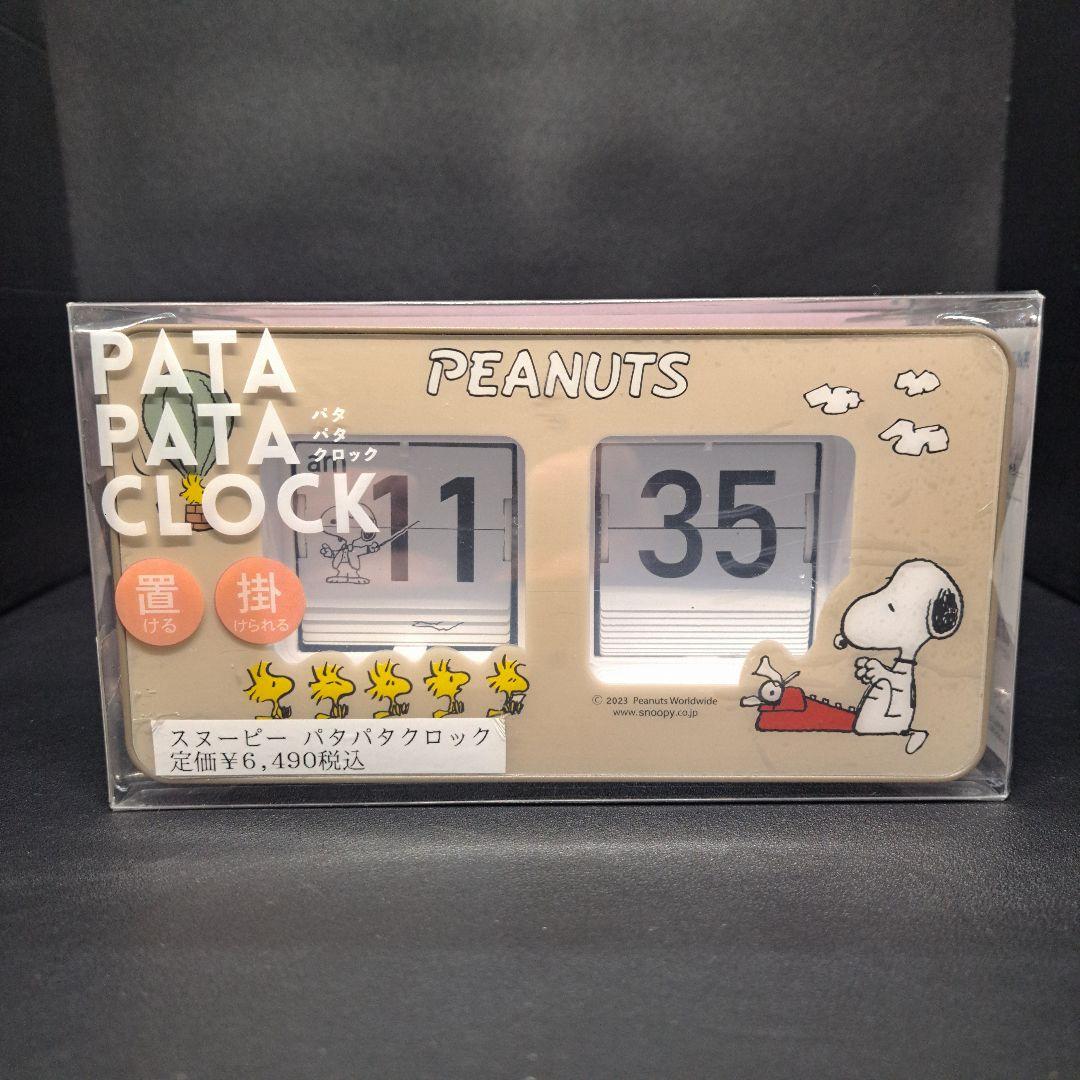 PATA
PATA
CLOCK
パタ
パタ
クロック
PEANUTS
am
11
35
置
ける
掛
けられる
© 2023 Peanuts Worldwide
www.snoopy.co.jp
スヌーピー パタパタクロック
定価¥6,490税込